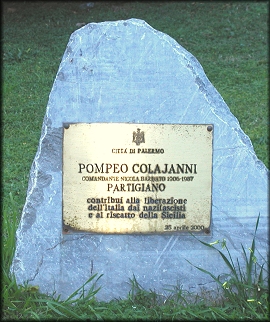 CITTÀ DI PALERMO
POMPEO COLAJANNI
COMANDANTE NICOLA BARBATO 1906-1987
PARTIGIANO
contribuì alla liberazione
dell'Italia dai nazifascisti
e al riscatto della Sicilia
25 aprile 2000